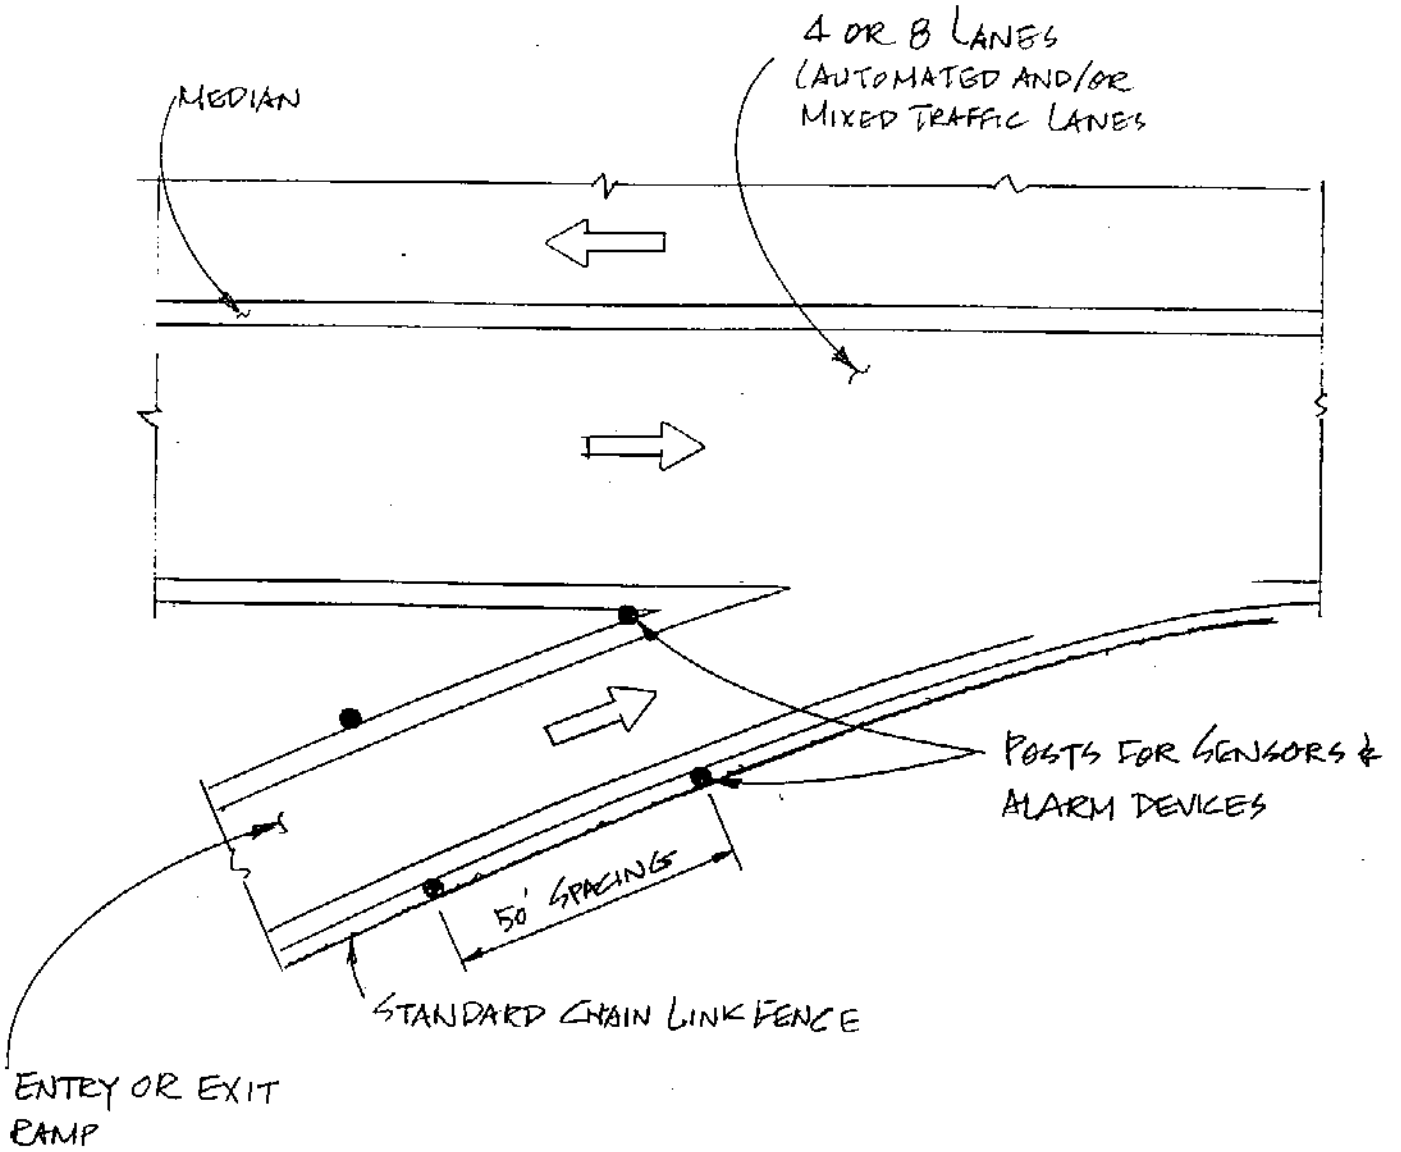 4 OR 8 LANES
(AUTOMATED AND/OR
MIXED TRAFFIC LANES
MEDIAN
POSTS FOR SENSORS &
ALARM DEVICES
50' SPACING
STANDARD CHAIN LINK FENCE
ENTRY OR EXIT
RAMP